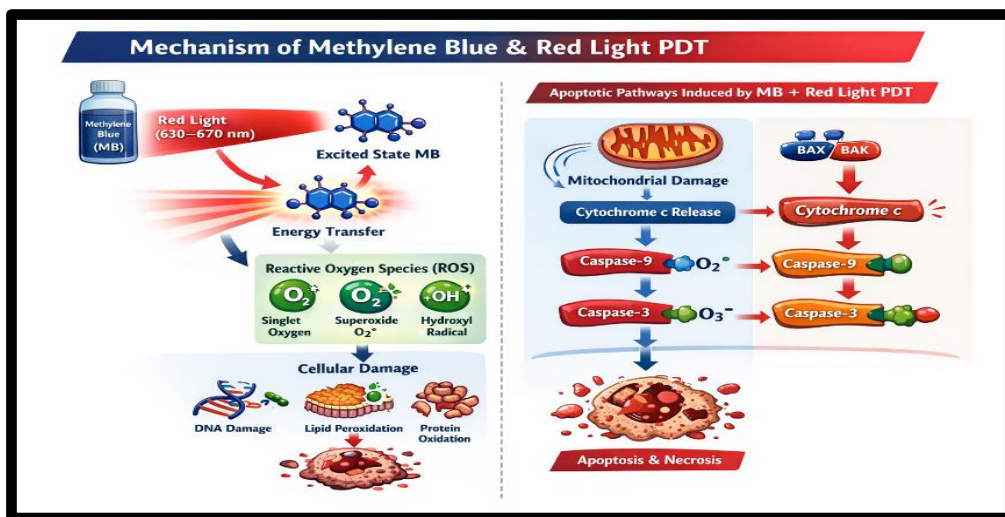 Mechanism of Methylene Blue & Red Light PDT
Methylene
Blue
(MB)
Red Light
(630–670 nm)
Excited State MB
Energy Transfer
Reactive Oxygen Species (ROS)
O₂
Singlet
Oxygen
O₂
Superoxide
O₂•
+OH+
Hydroxyl
Radical
Cellular Damage
DNA Damage
Lipid Peroxidation
Protein
Oxidation
Apoptotic Pathways Induced by MB + Red Light PDT
Mitochondrial Damage
Cytochrome c Release
Caspase-9
O₂•
Caspase-3
O₃⁻
BAX
BAK
Cytochrome c
Caspase-9
Caspase-3
Apoptosis & Necrosis